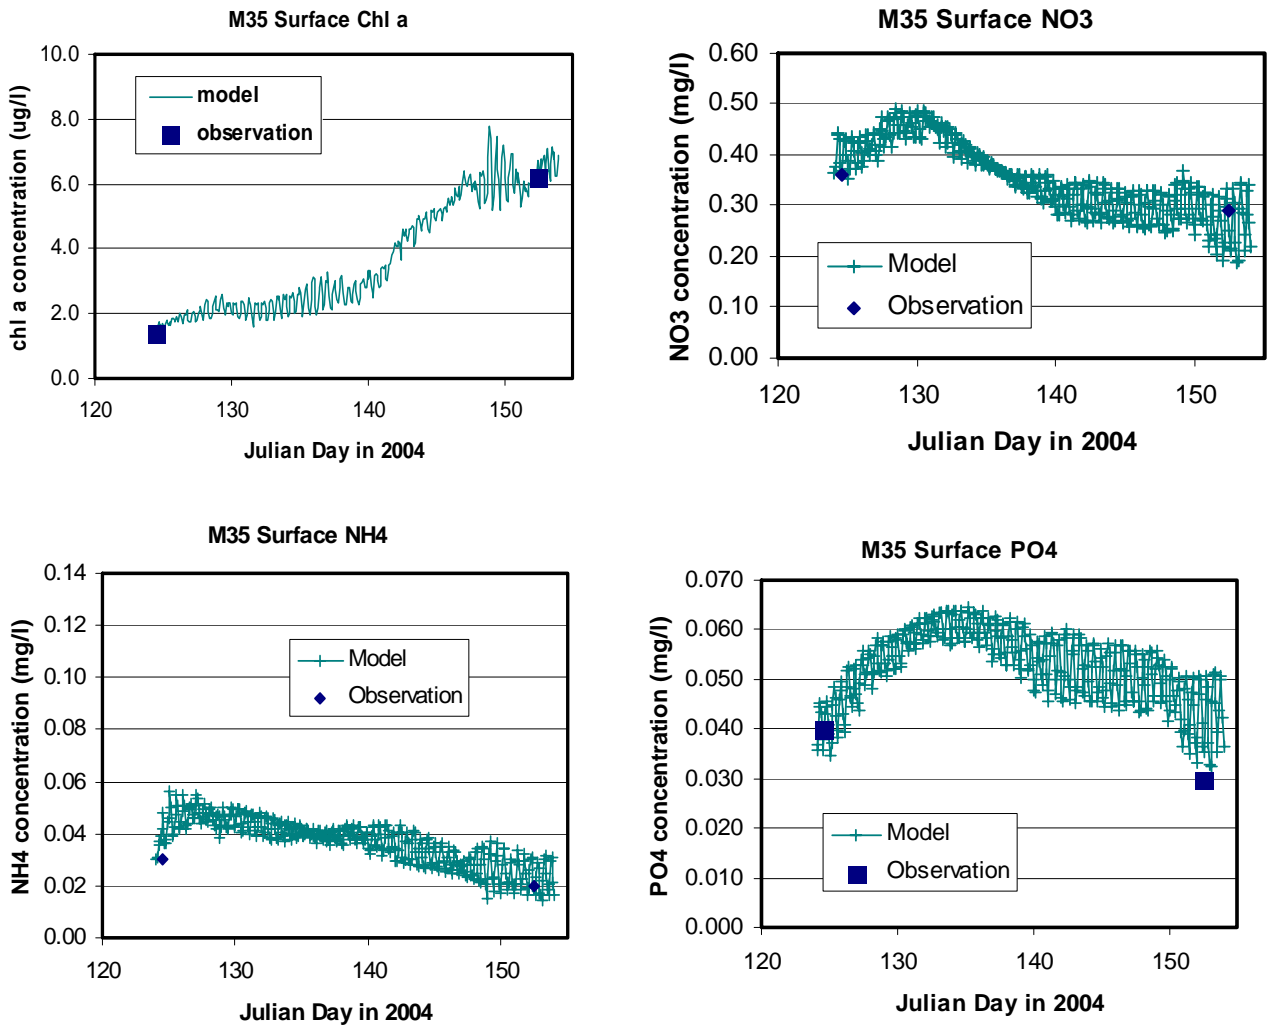 M35 Surface Chl a
chl a concentration (ug/l)
10.0
8.0
6.0
4.0
2.0
0.0
model
observation
120 130 140 150
Julian Day in 2004
M35 Surface NO3
NO3 concentration (mg/l)
0.60
0.50
0.40
0.30
0.20
0.10
0.00
Model
Observation
120 130 140 150
Julian Day in 2004
M35 Surface NH4
NH4 concentration (mg/l)
0.14
0.12
0.10
0.08
0.06
0.04
0.02
0.00
Model
Observation
120 130 140 150
Julian Day in 2004
M35 Surface PO4
PO4 concentration (mg/l)
0.070
0.060
0.050
0.040
0.030
0.020
0.010
0.000
Model
Observation
120 130 140 150
Julian Day in 2004